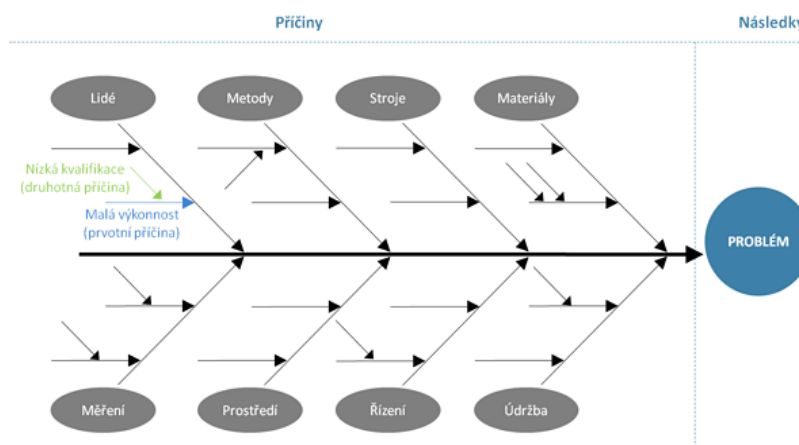 Příčiny
Následky
Lidé
Metody
Stroje
Materiály
Nízká kvalifikace
(druhotná příčina)
Malá výkonnost
(prvotní příčina)
PROBLÉM
Měření
Prostředí
Řízení
Údržba